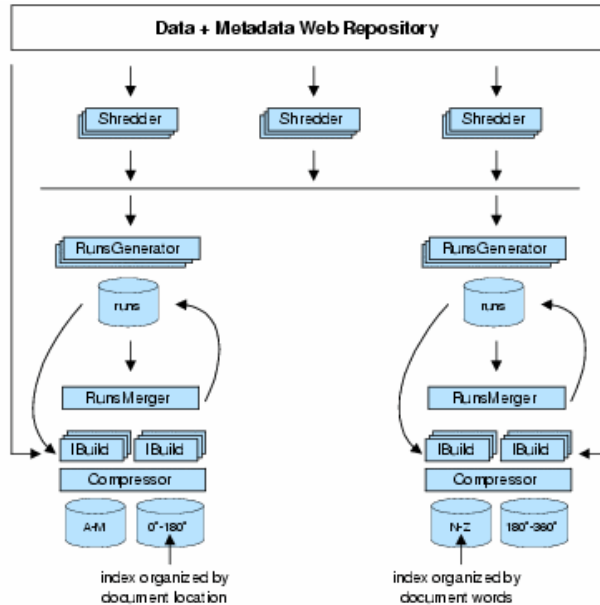 Data + Metadata Web Repository
Shredder
Shredder
Shredder
RunsGenerator
RunsGenerator
runs
runs
RunsMerger
RunsMerger
IBuild
IBuild
IBuild
IBuild
Compressor
Compressor
A-M
0°-180°
N-Z
180°-360°
index organized by
document location
index organized by
document words